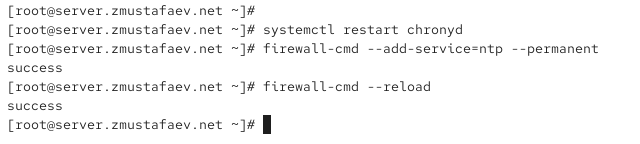 [root@server.zmustafaev.net ~]#
[root@server.zmustafaev.net ~]# systemctl restart chronyd
[root@server.zmustafaev.net ~]# firewall-cmd --add-service=ntp --permanent
success
[root@server.zmustafaev.net ~]# firewall-cmd --reload
success
[root@server.zmustafaev.net ~]#